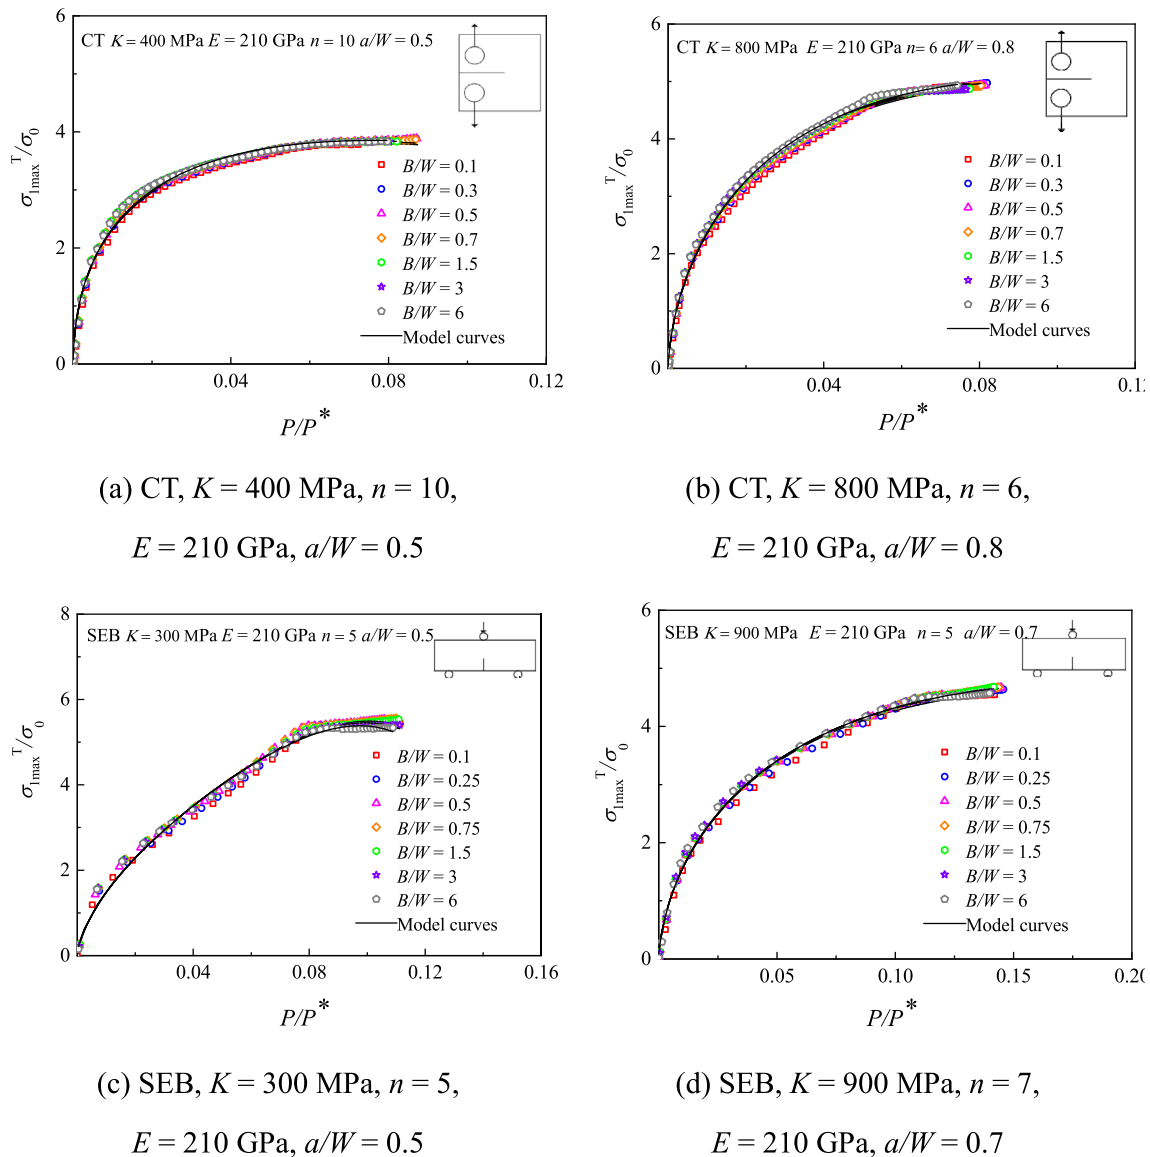 6
CT K = 400 MPa E = 210 GPa n = 10 a/W = 0.5
4
σ1maxᵀ/σ0
B/W = 0.1
B/W = 0.3
B/W = 0.5
2
B/W = 0.7
B/W = 1.5
B/W = 3
B/W = 6
Model curves
0
0.04
0.08
0.12
P/P*
6
CT K = 800 MPa E = 210 GPa n= 6 a/W = 0.8
4
σ1maxᵀ/σ0
B/W = 0.1
B/W = 0.3
B/W = 0.5
2
B/W = 0.7
B/W = 1.5
B/W = 3
B/W = 6
Model curves
0
0.04
0.08
P/P*
(a) CT, K = 400 MPa, n = 10,
E = 210 GPa, a/W = 0.5
(b) CT, K = 800 MPa, n = 6,
E = 210 GPa, a/W = 0.8
8
SEB K = 300 MPa E = 210 GPa n = 5 a/W = 0.5
6
σ1maxᵀ/σ0
B/W = 0.1
B/W = 0.25
4
B/W = 0.5
B/W = 0.75
B/W = 1.5
2
B/W = 3
B/W = 6
Model curves
0
0.04
0.08
0.12
0.16
P/P*
6
SEB K = 900 MPa E = 210 GPa n = 5 a/W = 0.7
4
σ1maxᵀ/σ0
B/W = 0.1
B/W = 0.25
B/W = 0.5
B/W = 0.75
2
B/W = 1.5
B/W = 3
B/W = 6
Model curves
0
0.05
0.10
0.15
0.20
P/P*
(c) SEB, K = 300 MPa, n = 5,
E = 210 GPa, a/W = 0.5
(d) SEB, K = 900 MPa, n = 7,
E = 210 GPa, a/W = 0.7